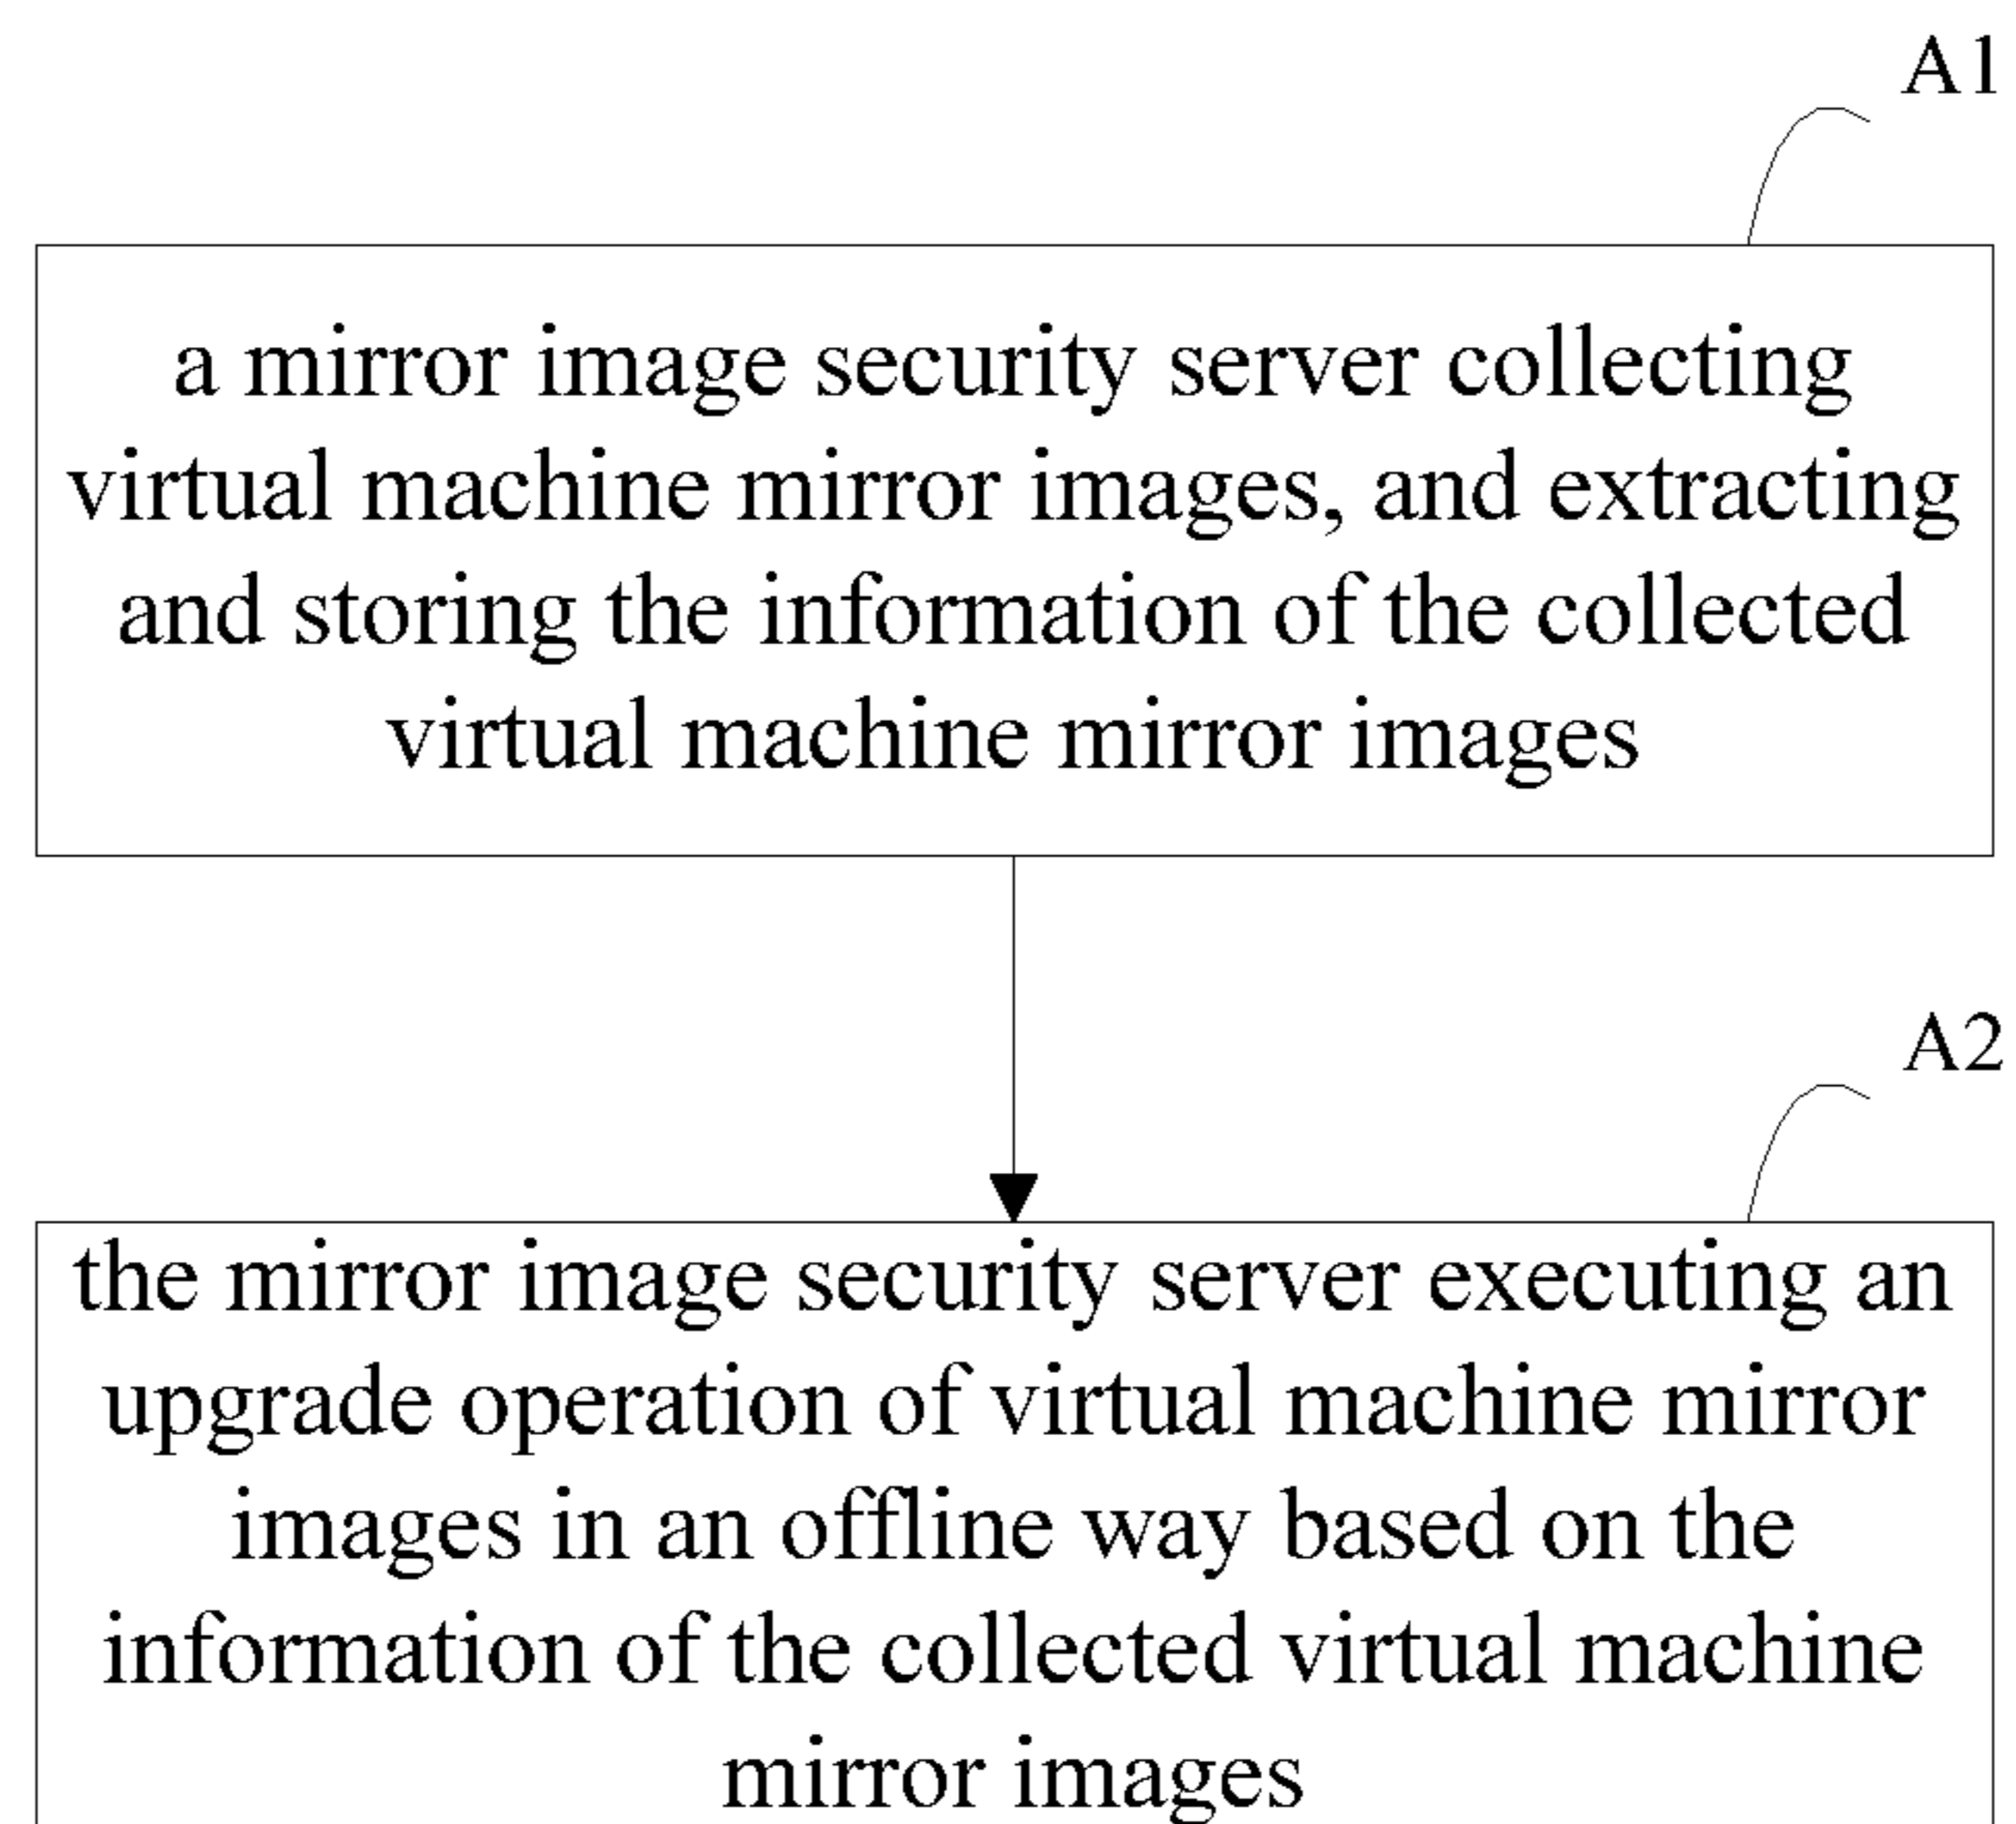 A1
a mirror image security server collecting
virtual machine mirror images, and extracting
and storing the information of the collected
virtual machine mirror images
A2
the mirror image security server executing an
upgrade operation of virtual machine mirror
images in an offline way based on the
information of the collected virtual machine
mirror images